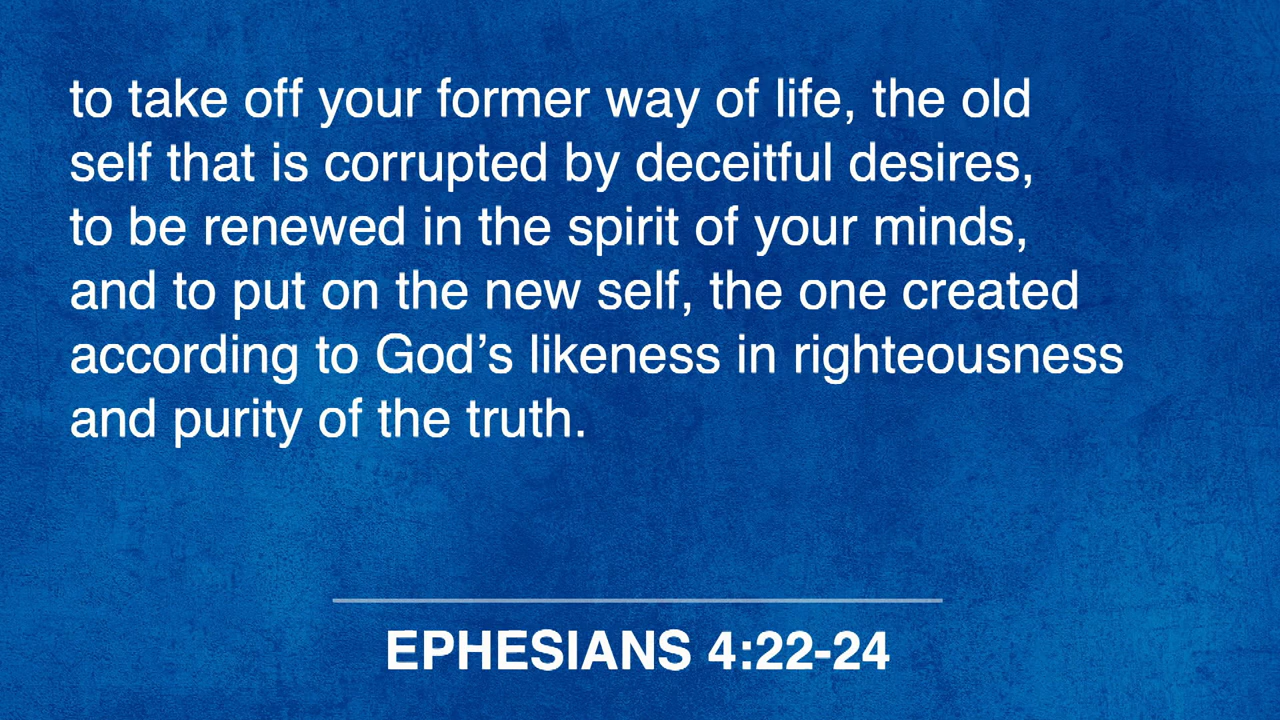 to take off your former way of life, the old
self that is corrupted by deceitful desires,
to be renewed in the spirit of your minds,
and to put on the new self, the one created
according to God’s likeness in righteousness
and purity of the truth.
EPHESIANS 4:22-24